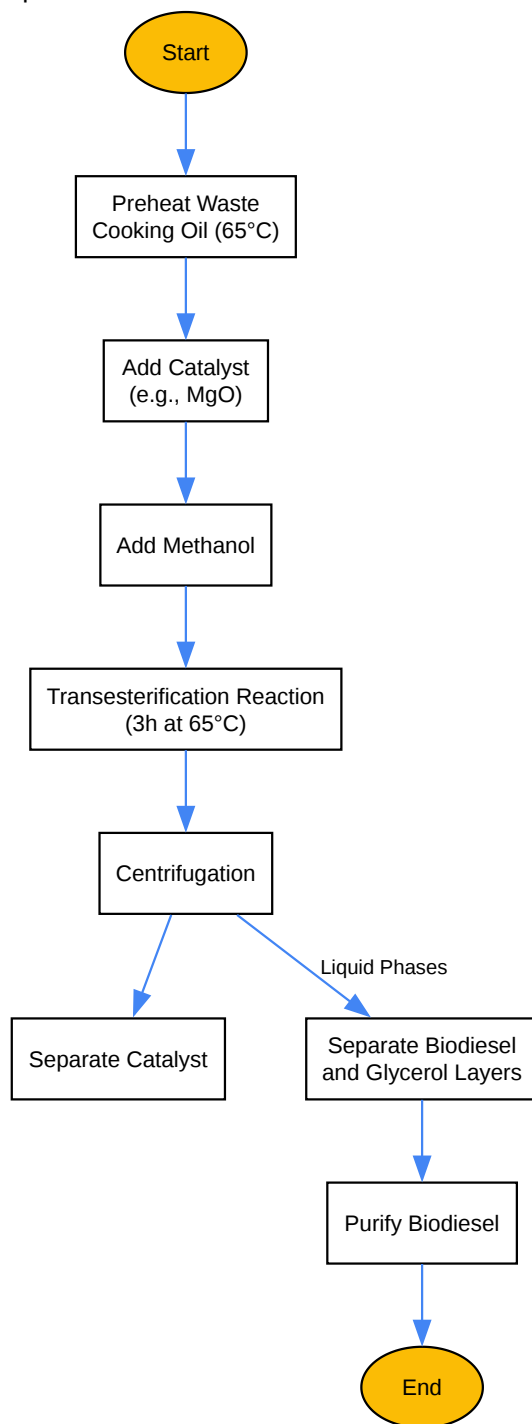 Start
Preheat Waste
Cooking Oil (65°C)
Add Catalyst
(e.g., MgO)
Add Methanol
Transesterification Reaction
(3h at 65°C)
Centrifugation
Liquid Phases
Separate Catalyst
Separate Biodiesel
and Glycerol Layers
Purify Biodiesel
End